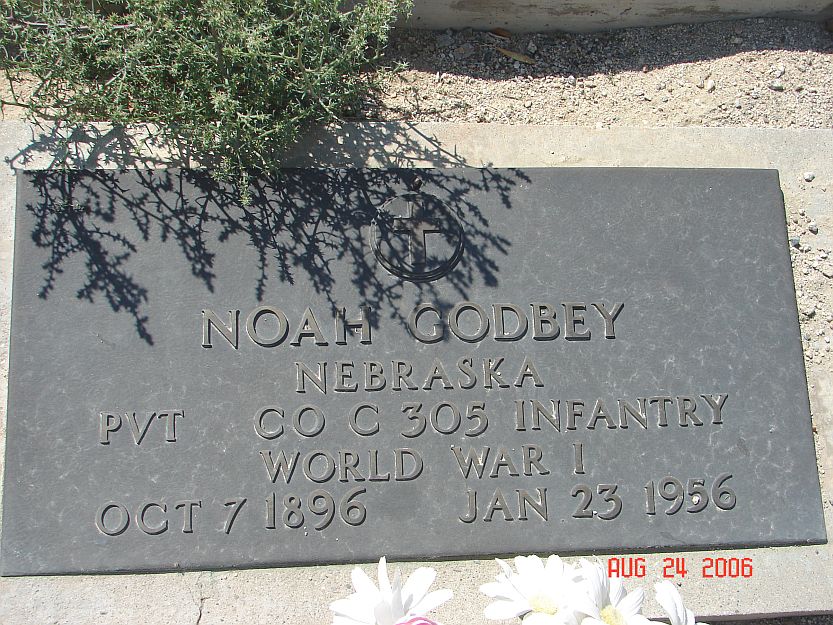 NOAH GODBEY
NEBRASKA
PVT CO C 305 INFANTRY
WORLD WAR I
OCT 7 1896 JAN 23 1956
AUG 24 2006